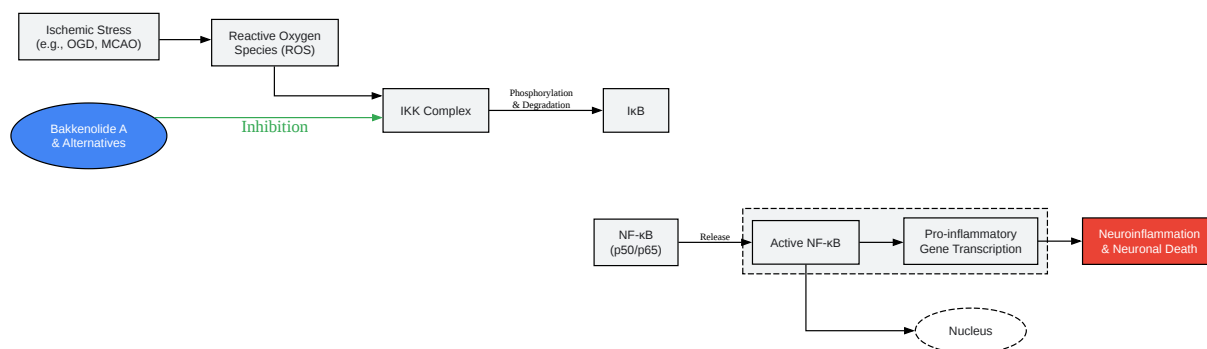 Ischemic Stress
(e.g., OGD, MCAO)
Reactive Oxygen
Species (ROS)
Phosphorylation
& Degradation
IKK Complex
IκB
Bakkenolide A
& Alternatives
Inhibition
NF-κB
(p50/p65)
Release
Active NF-κB
Pro-inflammatory
Gene Transcription
Neuroinflammation
& Neuronal Death
Nucleus